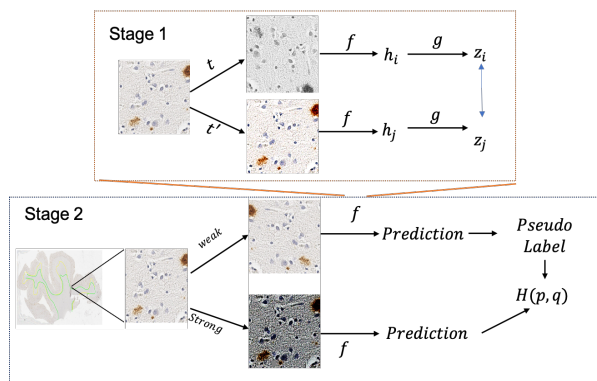 Stage 1
t
f
h_i
g
z_i
t'
f
h_j
g
z_j
Stage 2
weak
f
Prediction
Pseudo
Label
H(p,q)
Strong
f
Prediction